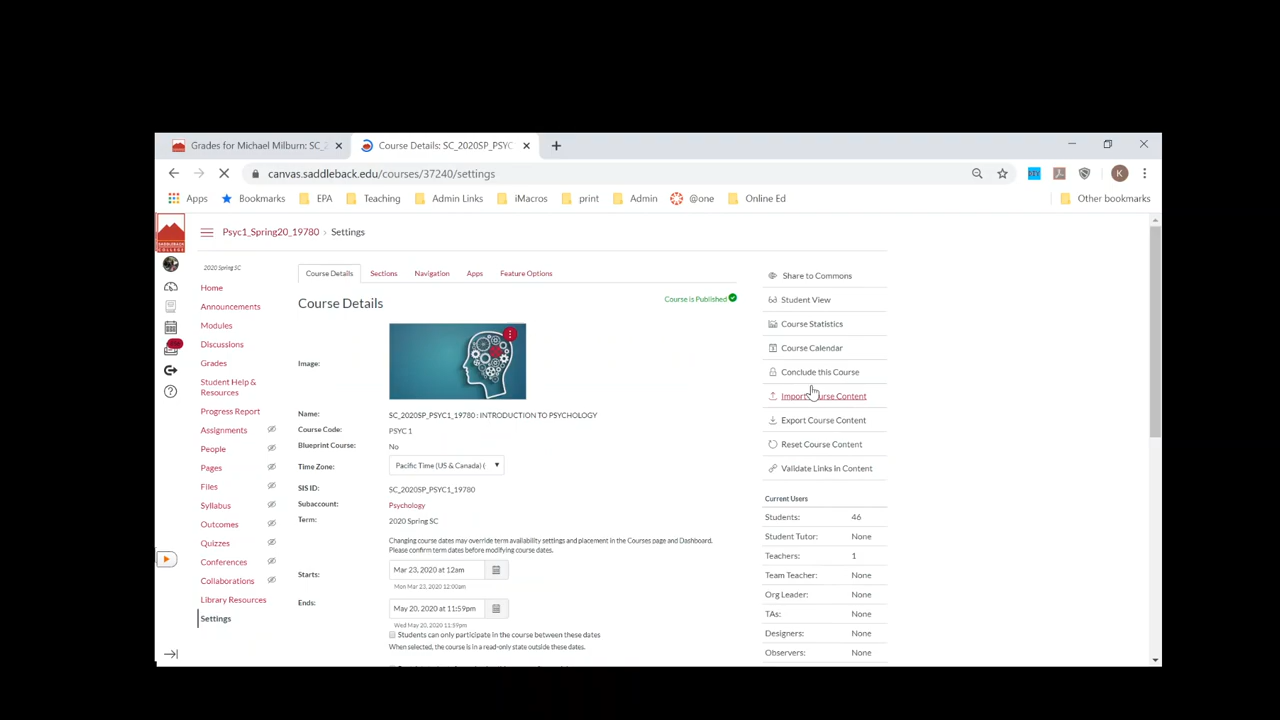 Grades for Michael Milburn: SC_2
Course Details: SC_2020SP_PSYC
canvas.saddleback.edu/courses/37240/settings
K
Apps Bookmarks EPA Teaching Admin Links iMacros print Admin @one Online Ed Other bookmarks
Psyc1_Spring20_19780 > Settings
2020 Spring SC
Home
Announcements
Modules
Discussions
Grades
Student Help &
Resources
Progress Report
Assignments
People
Pages
Files
Syllabus
Outcomes
Quizzes
Conferences
Collaborations
Library Resources
Settings
Course Details Sections Navigation Apps Feature Options
Course Details
Course is Published
Image:
Name: SC_2020SP_PSYC1_19780 : INTRODUCTION TO PSYCHOLOGY
Course Code: PSYC 1
Blueprint Course: No
Time Zone: Pacific Time (US & Canada) (
SIS ID: SC_2020SP_PSYC1_19780
Subaccount: Psychology
Term: 2020 Spring SC
Changing course dates may override term availability settings and placement in the Courses page and Dashboard.
Please confirm term dates before modifying course dates.
Starts: Mar 23, 2020 at 12am
Mon Mar 23, 2020 12:00am
Ends: May 20, 2020 at 11:59pm
Wed May 20, 2020 11:59pm
Students can only participate in the course between these dates
When selected, the course is in a read-only state outside these dates.
Share to Commons
Student View
Course Statistics
Course Calendar
Conclude this Course
Import Course Content
Export Course Content
Reset Course Content
Validate Links in Content
Current Users
Students: 46
Student Tutor: None
Teachers: 1
Team Teacher: None
Org Leader: None
TAs: None
Designers: None
Observers: None